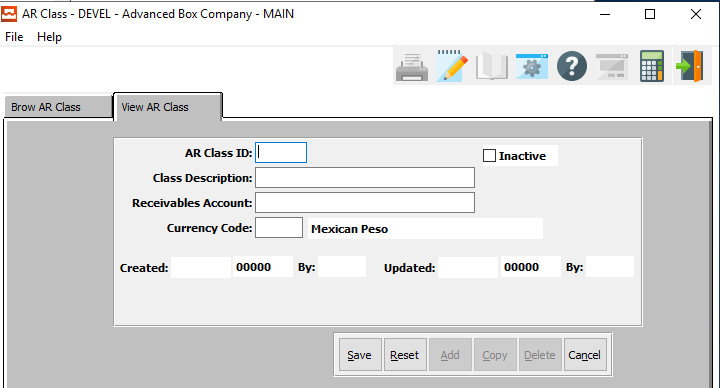 AR Class - DEVEL - Advanced Box Company - MAIN
File Help
Brow AR Class View AR Class
AR Class ID: Inactive
Class Description:
Receivables Account:
Currency Code: Mexican Peso
Created: 00000 By: Updated: 00000 By:
Save Reset Add Copy Delete Cancel